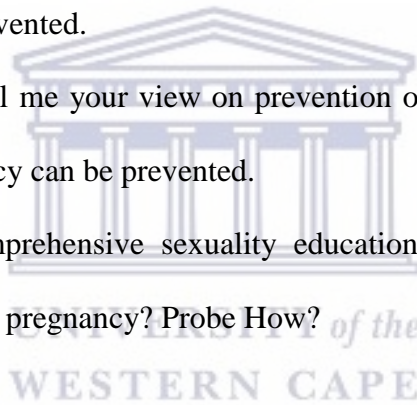 vented.
l me your view on prevention o
cy can be prevented.
mprehensive sexuality education
pregnancy? Probe How?
UNIVERSITY of the
WESTERN CAPE